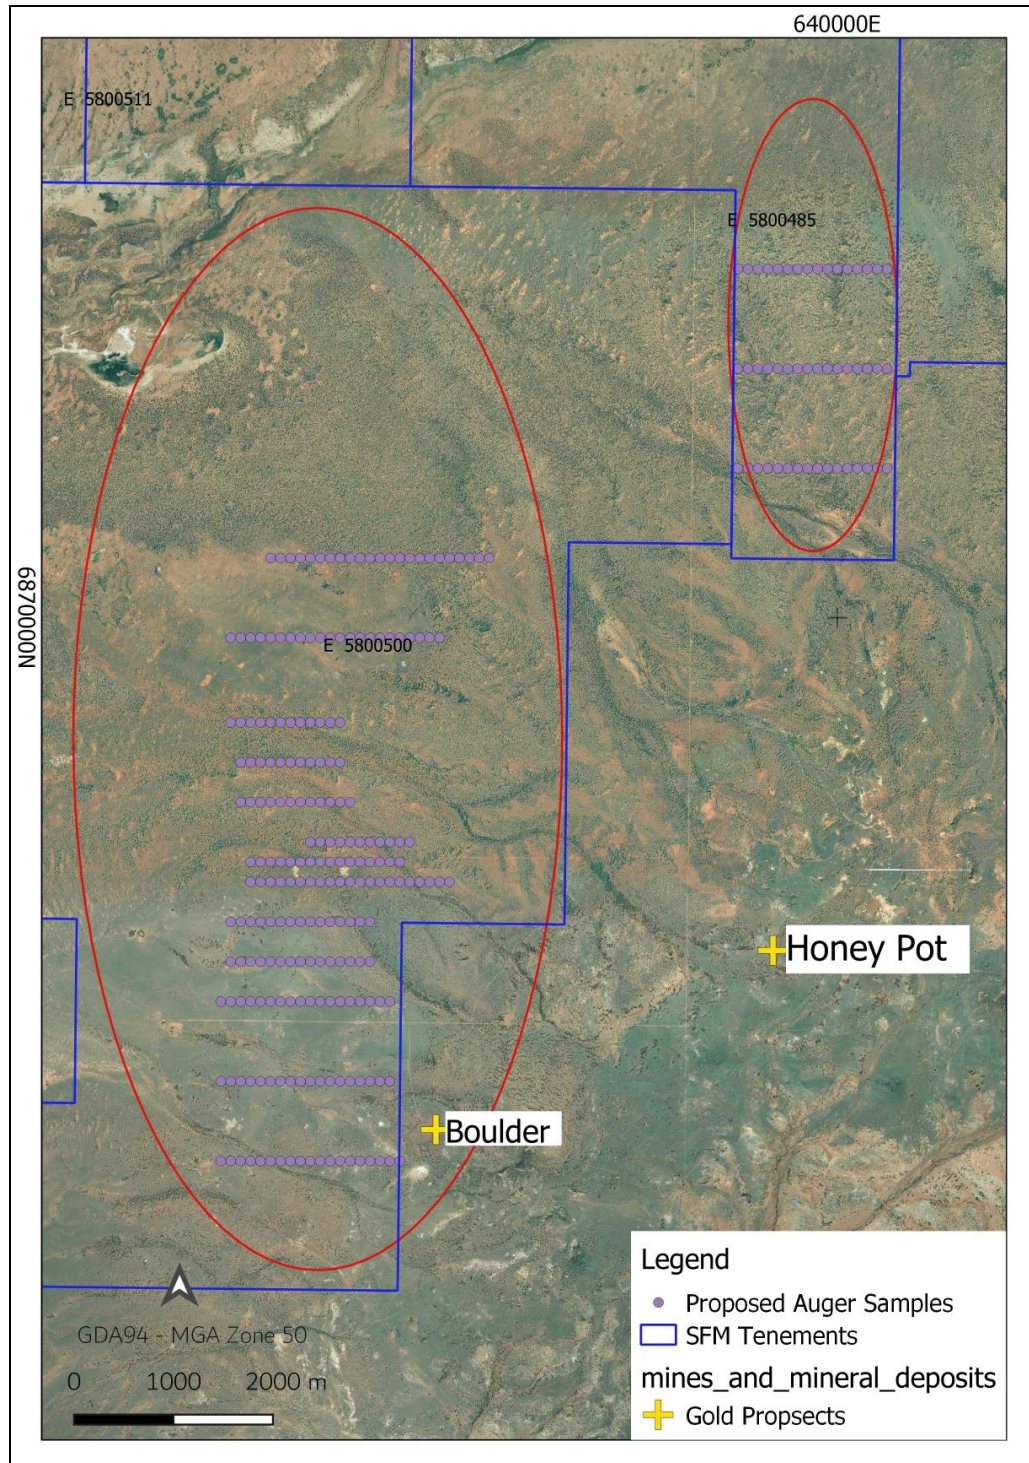 640000E
E 5800511
E 5800485
6870000N
E 5800500
Honey Pot
Boulder
Legend
Proposed Auger Samples
SFM Tenements
mines_and_mineral_deposits
Gold Propsects
GDA94 - MGA Zone 50
0 1000 2000 m